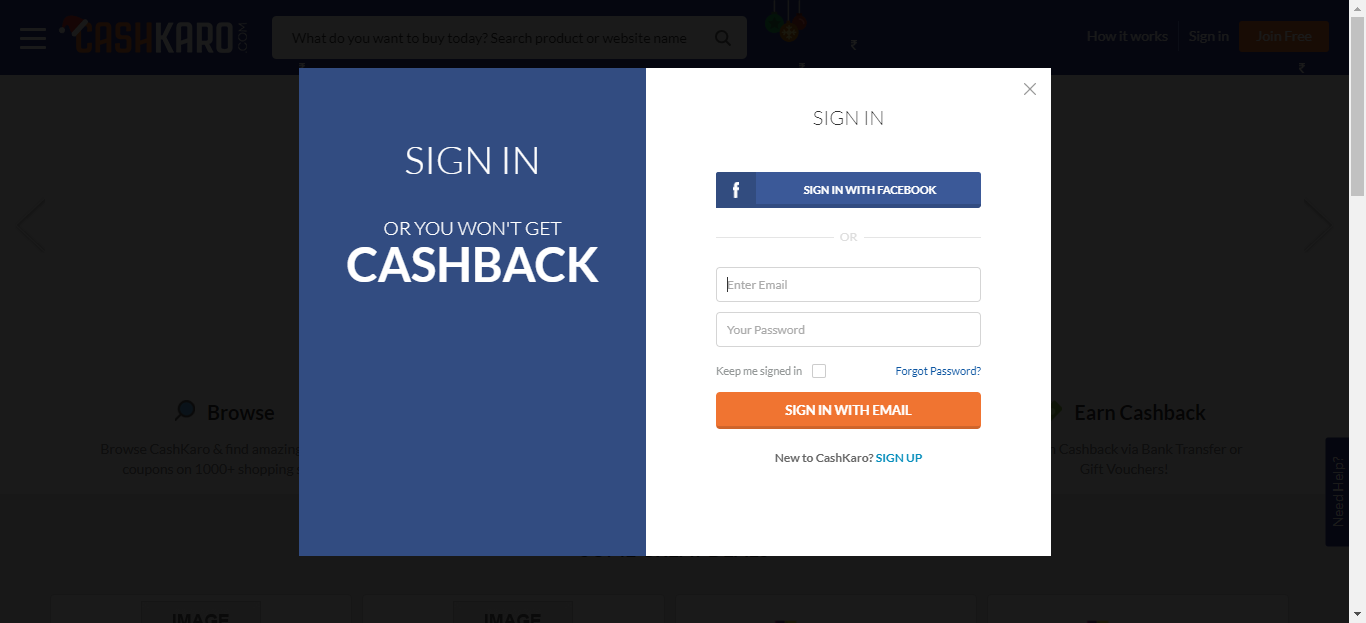 CASHKARO.COM
What do you want to buy today? Search product or website name
How it works
Sign in
Join Free
SIGN IN
OR YOU WON'T GET
CASHBACK
SIGN IN
f
SIGN IN WITH FACEBOOK
OR
Enter Email
Your Password
Keep me signed in
Forgot Password?
SIGN IN WITH EMAIL
New to CashKaro? SIGN UP
Browse
Browse CashKaro & find amazing
coupons on 1000+ shopping
Earn Cashback
Cashback via Bank Transfer or
Gift Vouchers!
Need Help?
IMAGE
IMAGE